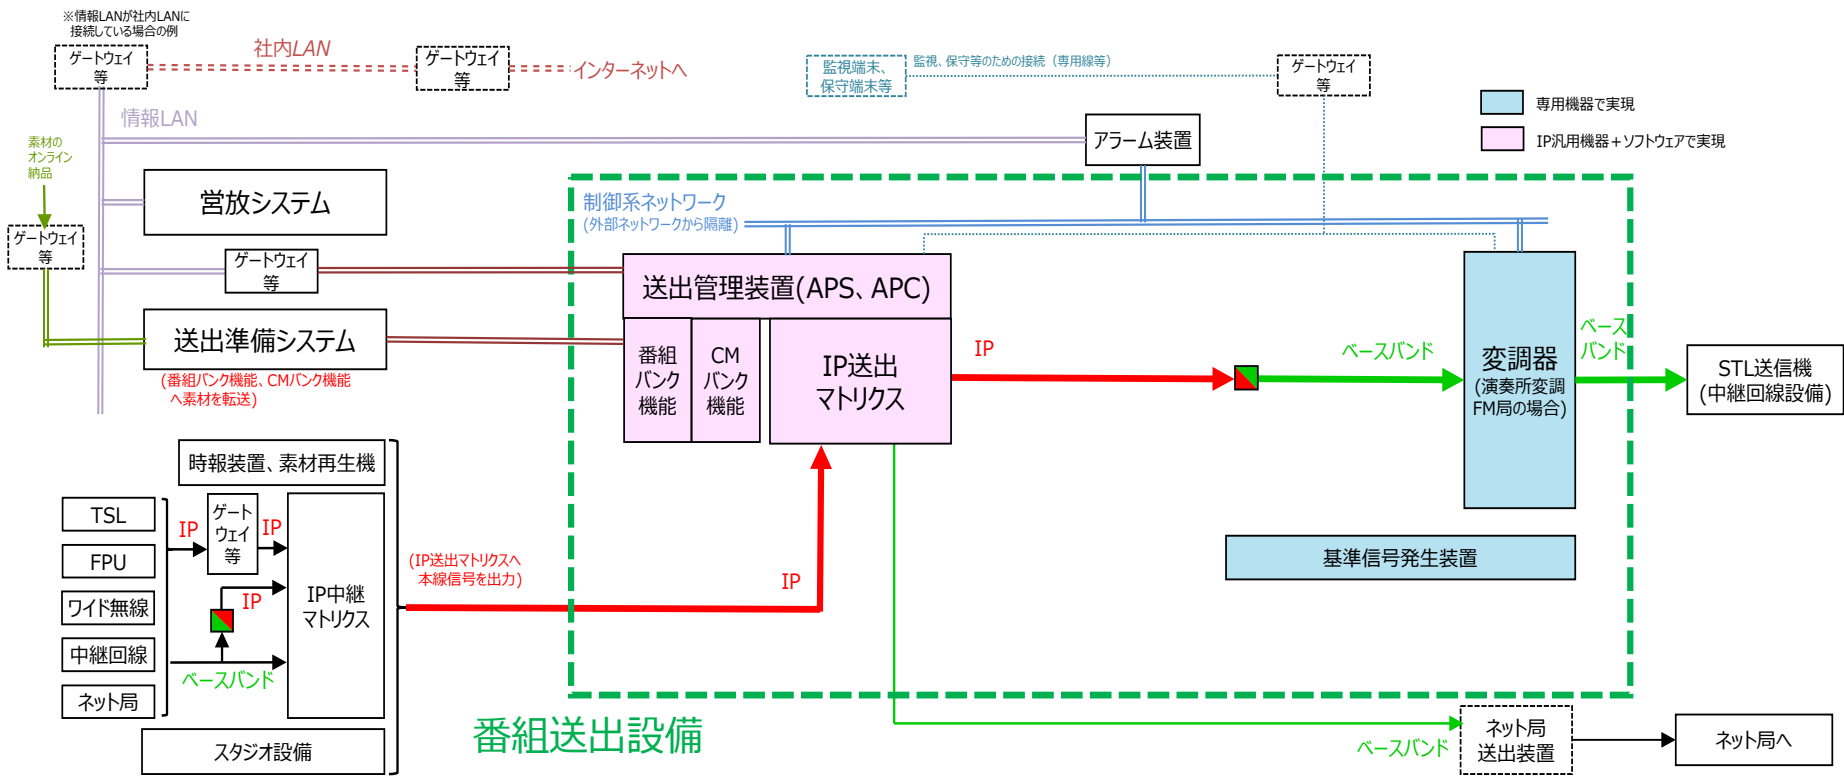 ※情報LANが社内LANに
接続している場合の例
ゲートウェイ
等
社内LAN
ゲートウェイ
等
インターネットへ
監視端末、
保守端末等
監視、保守等のための接続（専用線等）
ゲートウェイ
等
専用機器で実現
IP汎用機器＋ソフトウェアで実現
情報LAN
アラーム装置
素材の
オンライン
納品
営放システム
制御系ネットワーク
(外部ネットワークから隔離)
ゲートウェイ
等
ゲートウェイ
等
送出管理装置(APS、APC)
送出準備システム
(番組バンク機能、CMバンク機能
へ素材を転送)
番組
バンク
機能
CM
バンク
機能
IP送出
マトリクス
IP
ベースバンド
変調器
(演奏所変調
FM局の場合)
ベース
バンド
STL送信機
(中継回線設備)
時報装置、素材再生機
TSL
FPU
ワイド無線
中継回線
ネット局
IP
ゲート
ウェイ
等
IP
IP
ベースバンド
IP中継
マトリクス
(IP送出マトリクスへ
本線信号を出力)
IP
基準信号発生装置
スタジオ設備
番組送出設備
ベースバンド
ネット局
送出装置
ネット局へ